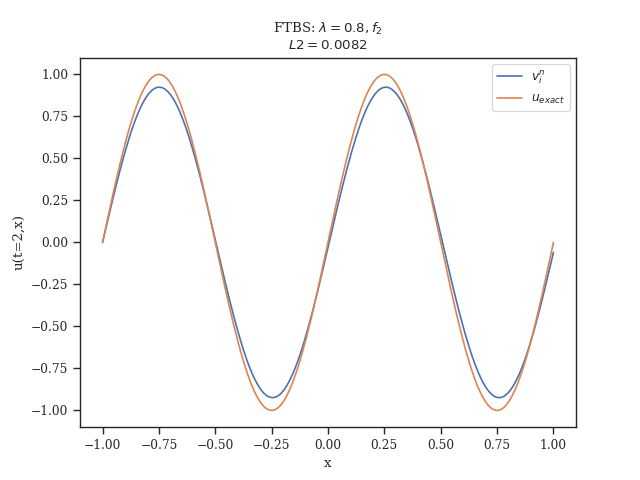 FTBS: λ = 0.8, f₂
L2 = 0.0082
vᵢⁿ
u_exact
1.00
0.75
0.50
0.25
0.00
−0.25
−0.50
−0.75
−1.00
u(t=2,x)
−1.00 −0.75 −0.50 −0.25 0.00 0.25 0.50 0.75 1.00
x